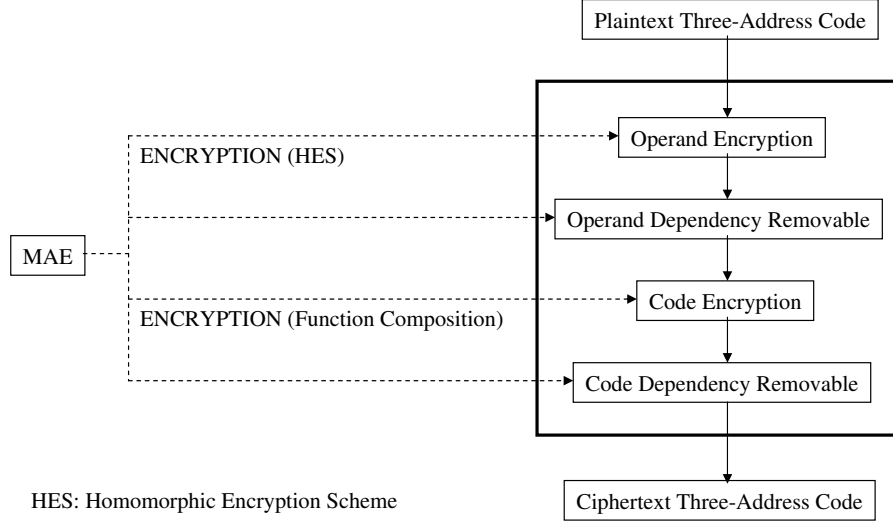 Plaintext Three-Address Code
Operand Encryption
ENCRYPTION (HES)
Operand Dependency Removable
MAE
Code Encryption
ENCRYPTION (Function Composition)
Code Dependency Removable
HES: Homomorphic Encryption Scheme
Ciphertext Three-Address Code